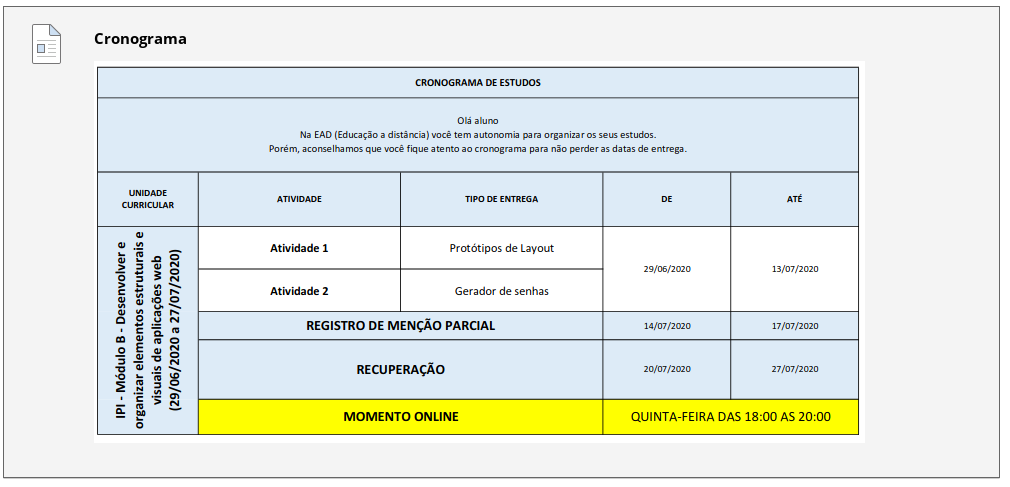 Cronograma
CRONOGRAMA DE ESTUDOS
Olá aluno
Na EAD (Educação a distância) você tem autonomia para organizar os seus estudos.
Porém, aconselhamos que você fique atento ao cronograma para não perder as datas de entrega.
UNIDADE
CURRICULAR
ATIVIDADE
TIPO DE ENTREGA
DE
ATÉ
IPI - Módulo B - Desenvolver e
organizar elementos estruturais e
visuais de aplicações web
(29/06/2020 a 27/07/2020)
Atividade 1
Protótipos de Layout
29/06/2020
13/07/2020
Atividade 2
Gerador de senhas
REGISTRO DE MENÇÃO PARCIAL
14/07/2020
17/07/2020
RECUPERAÇÃO
20/07/2020
27/07/2020
MOMENTO ONLINE
QUINTA-FEIRA DAS 18:00 AS 20:00